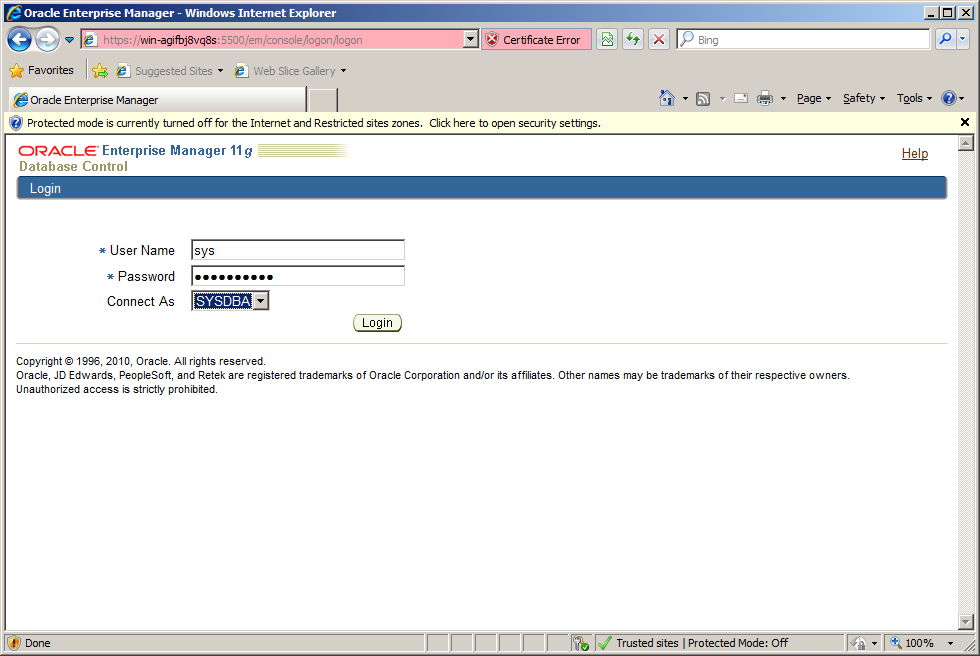 Oracle Enterprise Manager - Windows Internet Explorer
https://win-agifbj8vq8s:5500/em/console/logon/logon Certificate Error Bing
Favorites Suggested Sites Web Slice Gallery
Oracle Enterprise Manager Page Safety Tools
Protected mode is currently turned off for the Internet and Restricted sites zones. Click here to open security settings.
ORACLE Enterprise Manager 11g Help
Database Control
Login
* User Name sys
* Password ●●●●●●●●●●
Connect As SYSDBA
Login
Copyright © 1996, 2010, Oracle. All rights reserved.
Oracle, JD Edwards, PeopleSoft, and Retek are registered trademarks of Oracle Corporation and/or its affiliates. Other names may be trademarks of their respective owners.
Unauthorized access is strictly prohibited.
Done Trusted sites | Protected Mode: Off 100%